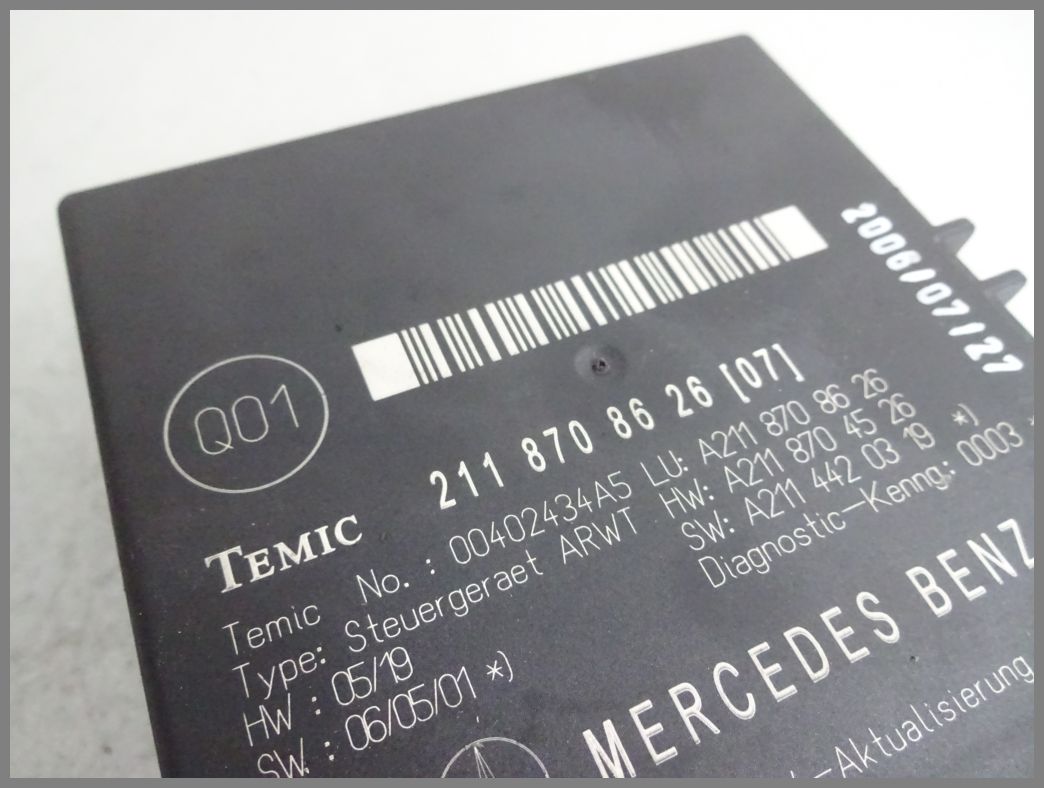 2006/07/27
Q01
211 870 86 26 [07]
TEMIC
Temic No. : 00402434A5 LU: A211 870 86 26
Type: Steuergeraet ARWT HW: A211 870 45 26
HW : 05/19 SW: A211 442 03 19 *)
SW. : 06/05/01 *) Diagnostic-Kenng.: 0003
MERCEDES BENZ
-Aktualisierung